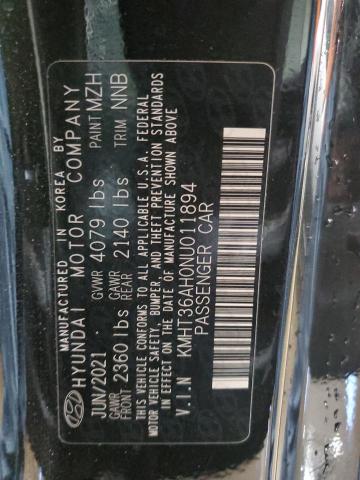 MANUFACTURED IN KOREA BY
HYUNDAI MOTOR COMPANY
JUN/2021 GVWR 4079 lbs PAINT MZH
GAWR FRONT 2360 lbs GAWR REAR 2140 lbs TRIM NNB
THIS VEHICLE CONFORMS TO ALL APPLICABLE U.S.A. FEDERAL
MOTOR VEHICLE SAFETY, BUMPER, AND THEFT PREVENTION STANDARDS
IN EFFECT ON THE DATE OF MANUFACTURE SHOWN ABOVE
V.I.N KMHT36AH0NU011894
PASSENGER CAR